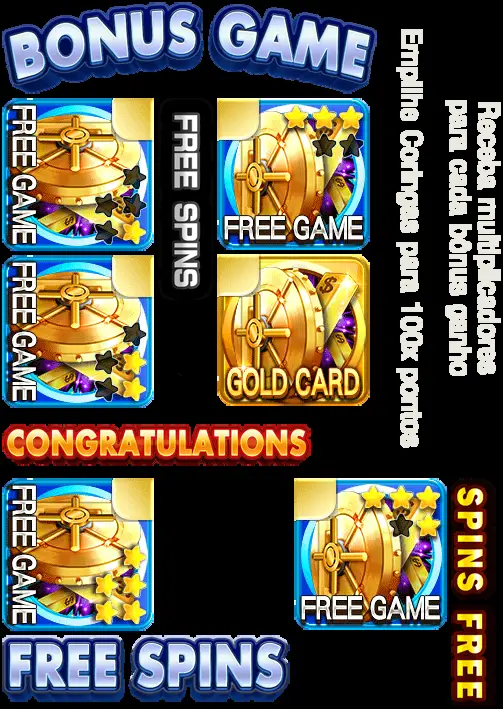 BONUS GAME
FREE GAME
FREE SPINS
FREE GAME
Empilhe Coringas para 100x pontos
Receba multiplicadores
para cada bônus ganho
FREE GAME
GOLD CARD
CONGRATULATIONS
FREE GAME
FREE GAME
SPINS FREE
FREE SPINS